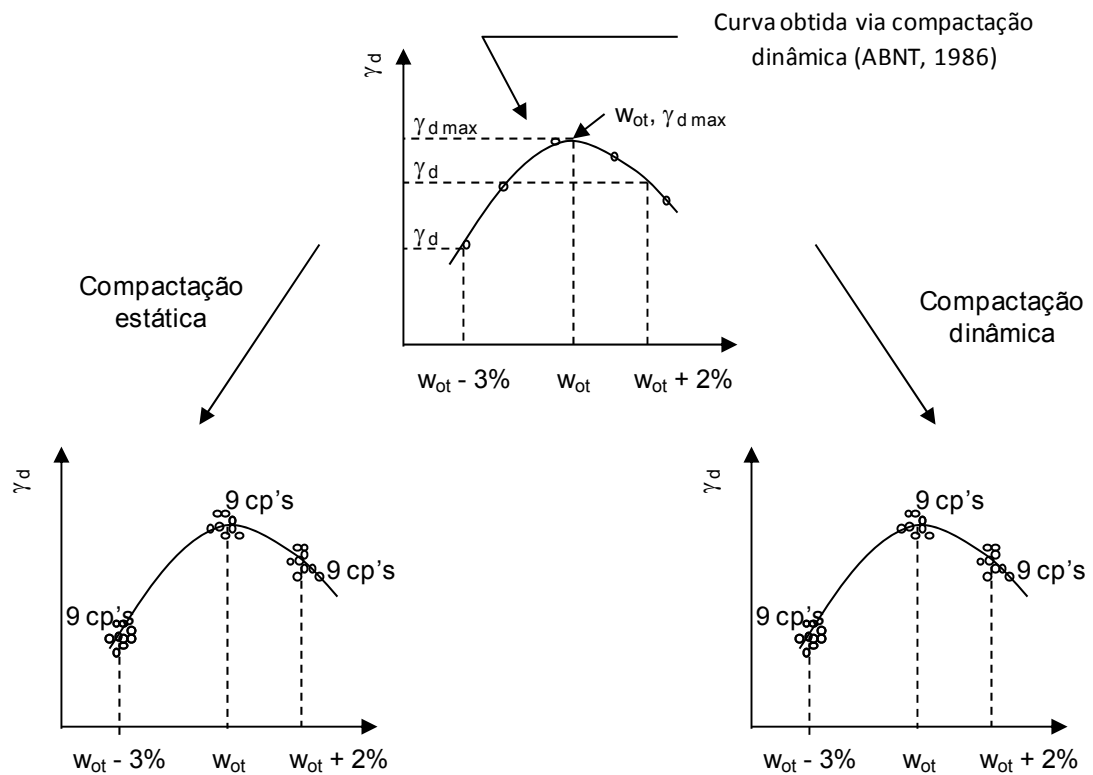 Curva obtida via compactação
dinâmica (ABNT, 1986)
γd
γd max
wot, γd max
γd
γd
wot - 3%
wot
wot + 2%
Compactação
estática
Compactação
dinâmica
γd
9 cp's
9 cp's
9 cp's
wot - 3%
wot
wot + 2%
γd
9 cp's
9 cp's
9 cp's
wot - 3%
wot
wot + 2%